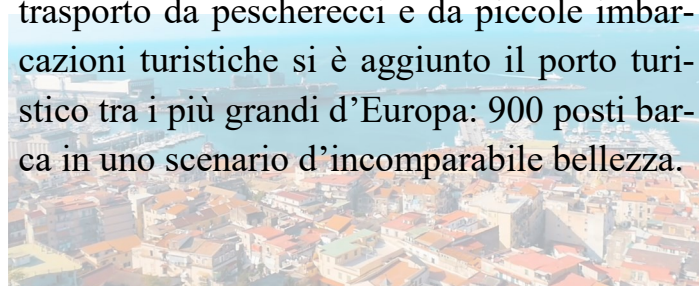 trasporto da pescherecci e da piccole imbar-
cazioni turistiche si è aggiunto il porto turi-
stico tra i più grandi d’Europa: 900 posti bar-
ca in uno scenario d’incomparabile bellezza.